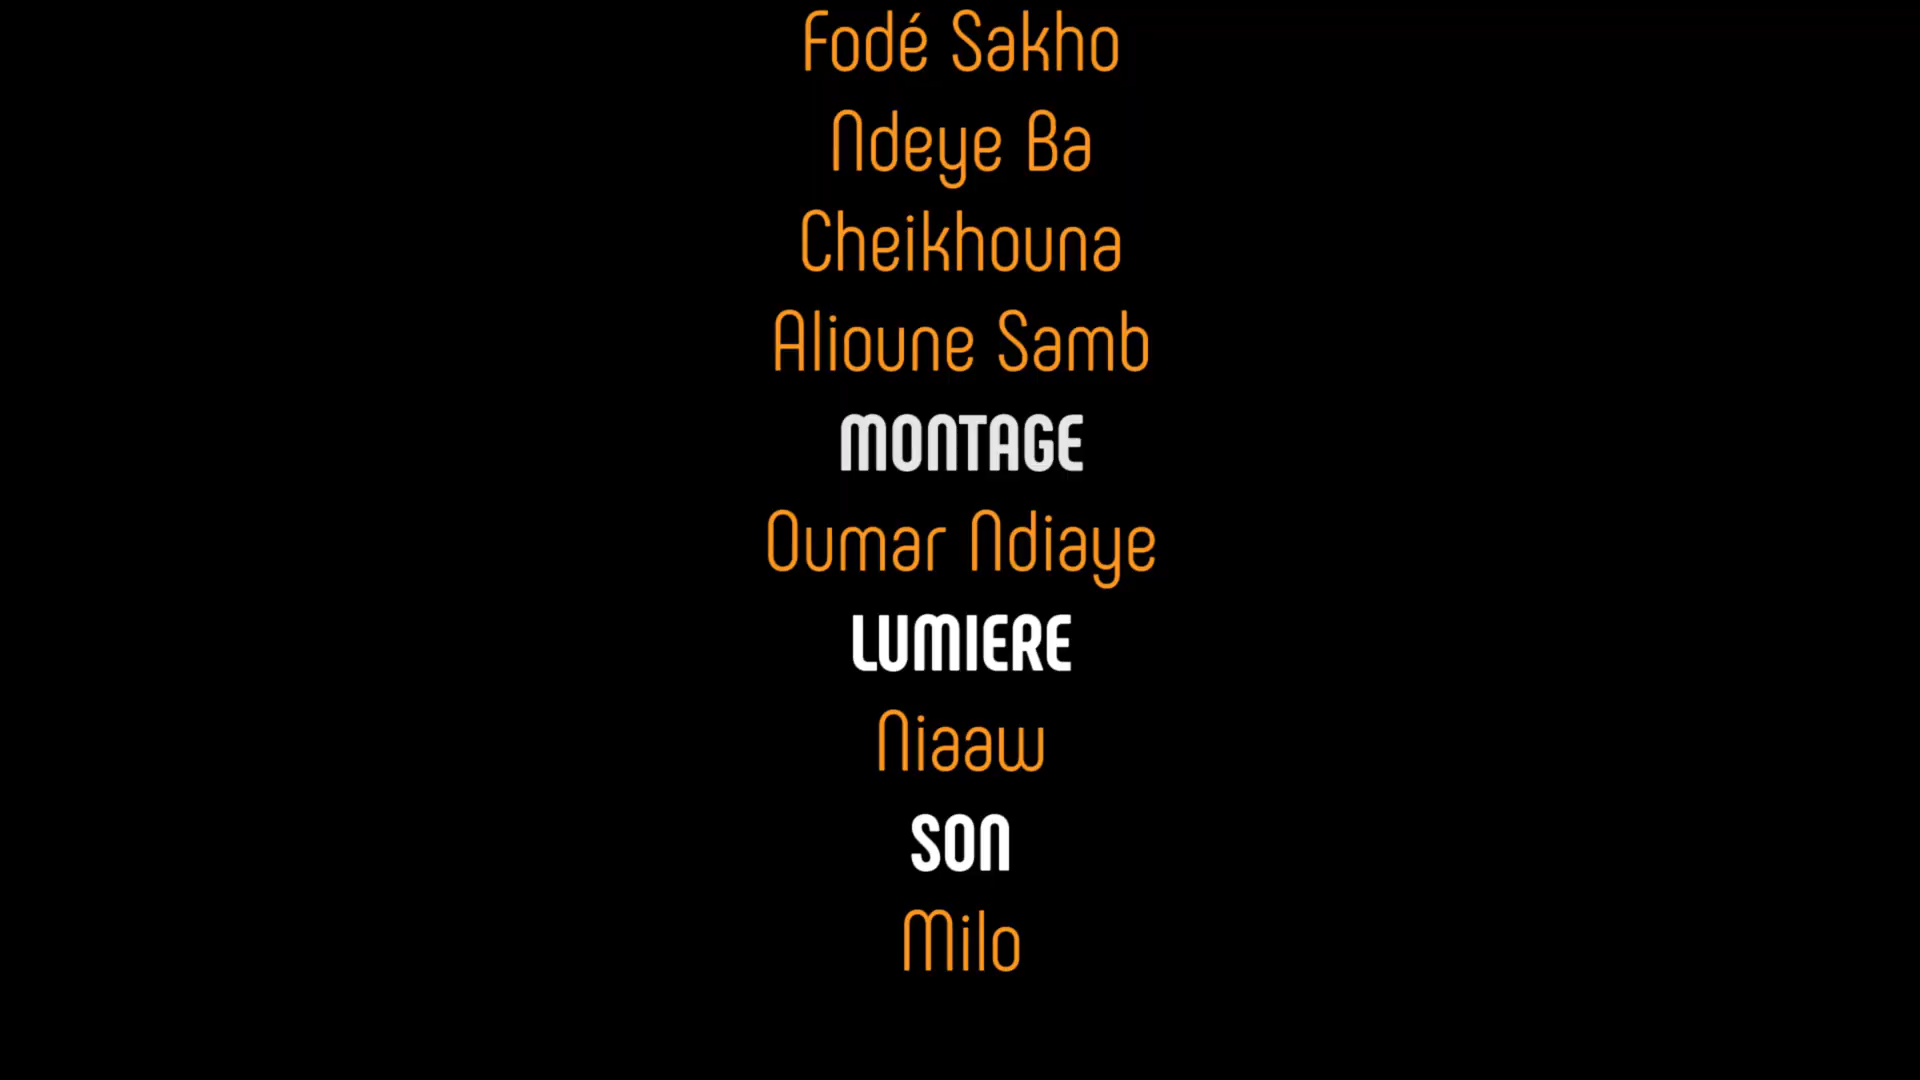 Fodé Sakho
Ndeye Ba
Cheikhouna
Alioune Samb
MONTAGE
Oumar Ndiaye
LUMIERE
Niaaw
SON
Milo